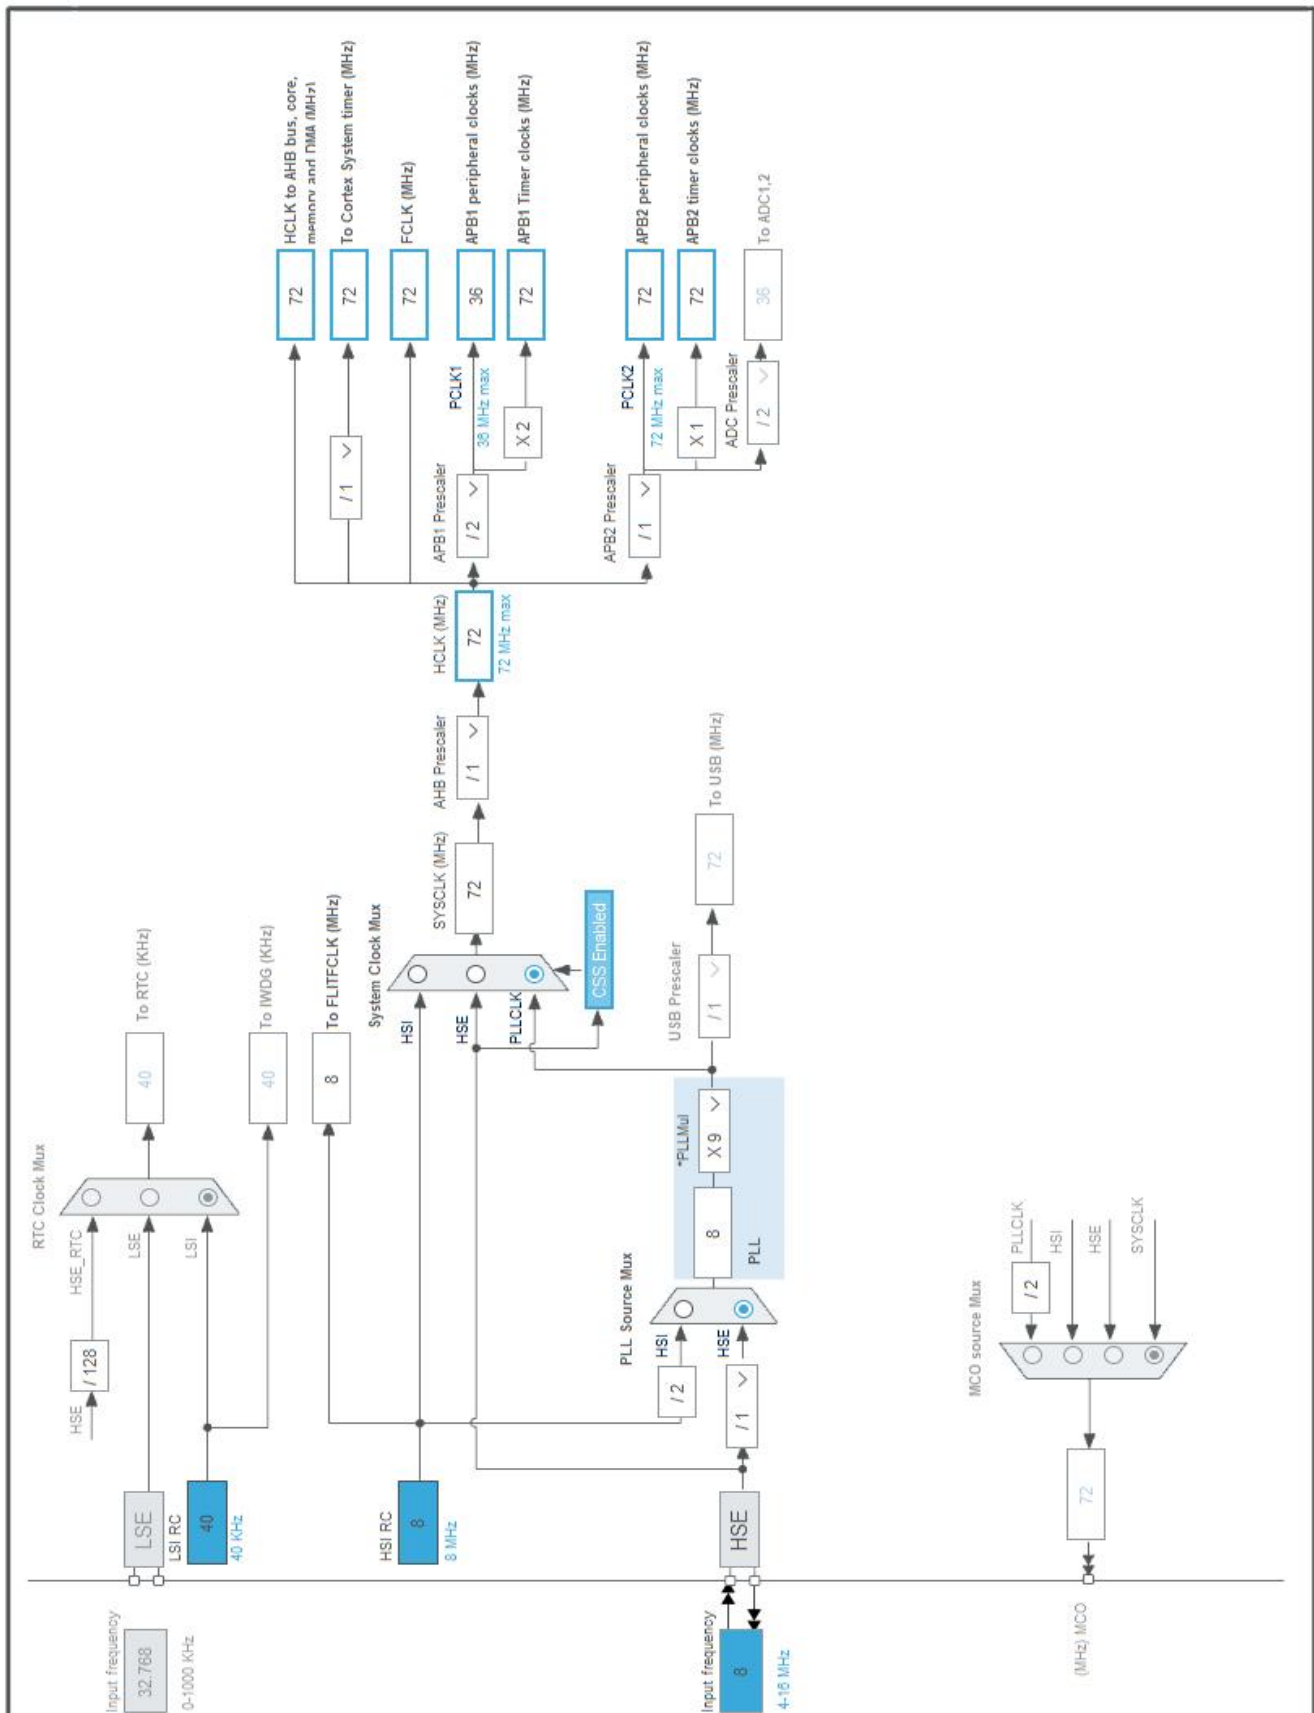 Input frequency
32.768
0-1000 KHz
LSE
LSI RC
40
40 KHz
HSE
/ 128
HSE_RTC
LSE
LSI
RTC Clock Mux
40
To RTC (KHz)
40
To IWDG (KHz)
8
To FLITFCLK (MHz)
HSI RC
8
8 MHz
System Clock Mux
HSI
HSE
PLLCLK
CSS Enabled
SYSCLK (MHz)
72
AHB Prescaler
/ 1
HCLK (MHz)
72
72 MHz max
72
HCLK to AHB bus, core,
memory and DMA (MHz)
/ 1
72
To Cortex System timer (MHz)
72
FCLK (MHz)
APB1 Prescaler
/ 2
PCLK1
36 MHz max
36
APB1 peripheral clocks (MHz)
X 2
72
APB1 Timer clocks (MHz)
APB2 Prescaler
/ 1
PCLK2
72 MHz max
72
APB2 peripheral clocks (MHz)
X 1
72
APB2 timer clocks (MHz)
ADC Prescaler
/ 2
36
To ADC1,2
Input frequency
8
4-16 MHz
HSE
/ 2
/ 1
PLL Source Mux
HSI
HSE
8
*PLLMul
X 9
PLL
USB Prescaler
/ 1
72
To USB (MHz)
(MHz) MCO
72
MCO source Mux
/ 2
PLLCLK
HSI
HSE
SYSCLK